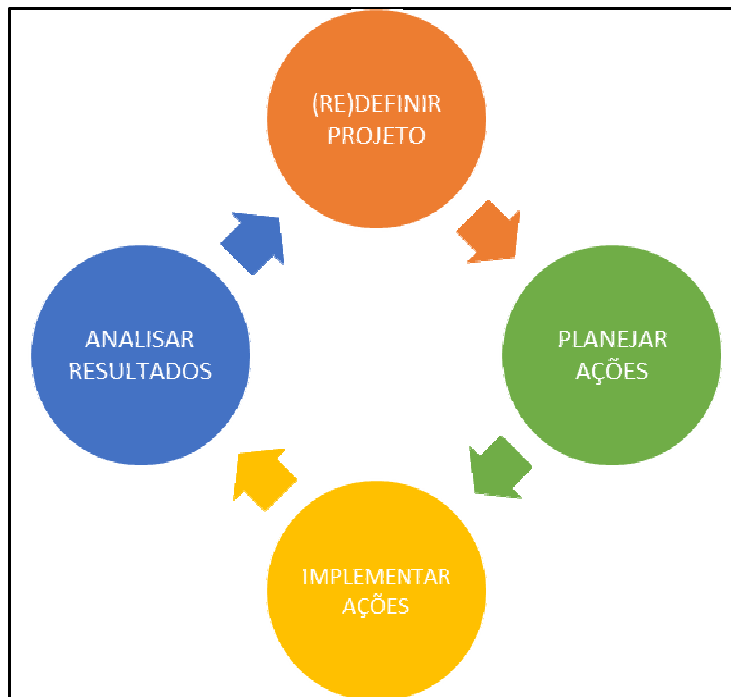 (RE)DEFINIR
PROJETO
PLANEJAR
AÇÕES
IMPLEMENTAR
AÇÕES
ANALISAR
RESULTADOS